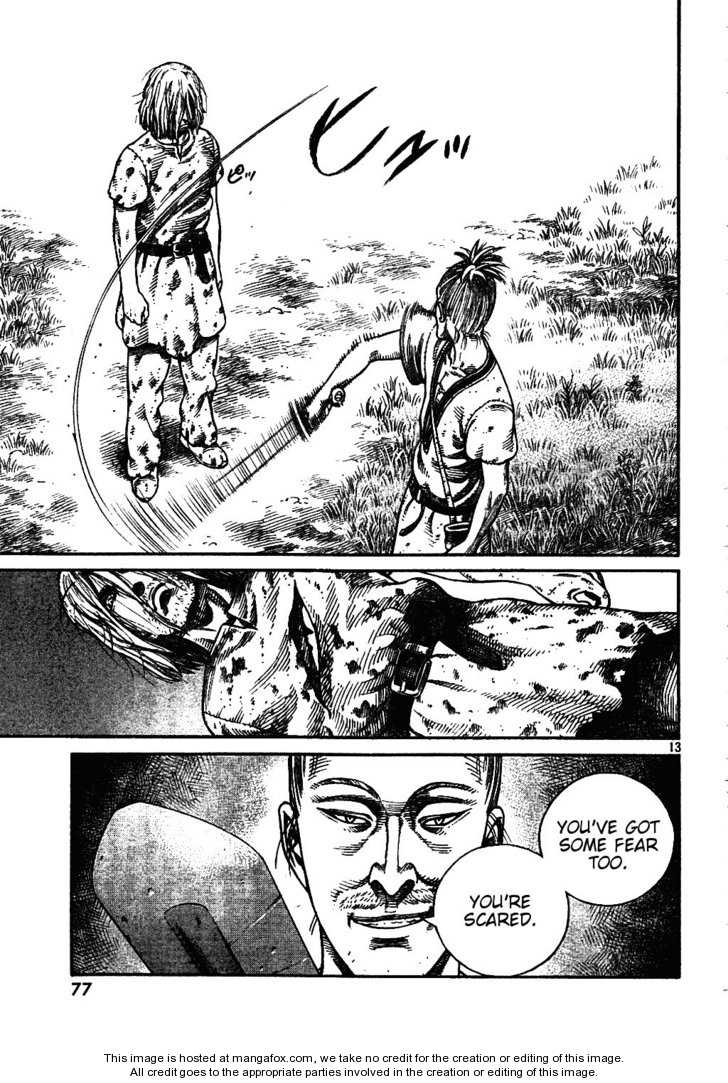 ヒュッ
ピッ
13
YOU'VE GOT
SOME FEAR
TOO.
YOU'RE
SCARED.
77
This image is hosted at mangafox.com, we take no credit for the creation or editing of this image.
All credit goes to the appropriate parties involved in the creation or editing of this image.